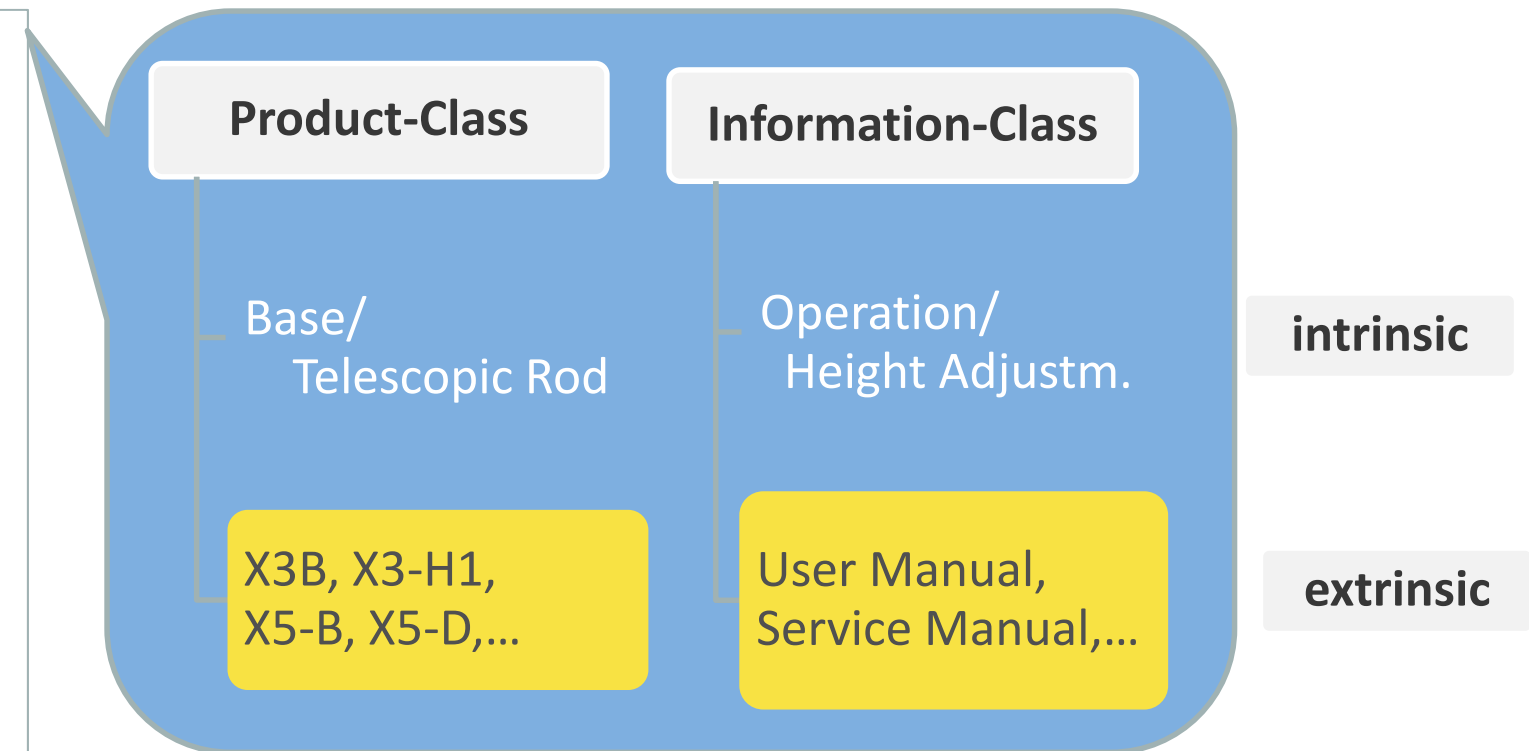 Product-Class
Information-Class
Base/
Telescopic Rod
Operation/
Height Adjustm.
intrinsic
X3B, X3-H1,
X5-B, X5-D,...
User Manual,
Service Manual,...
extrinsic